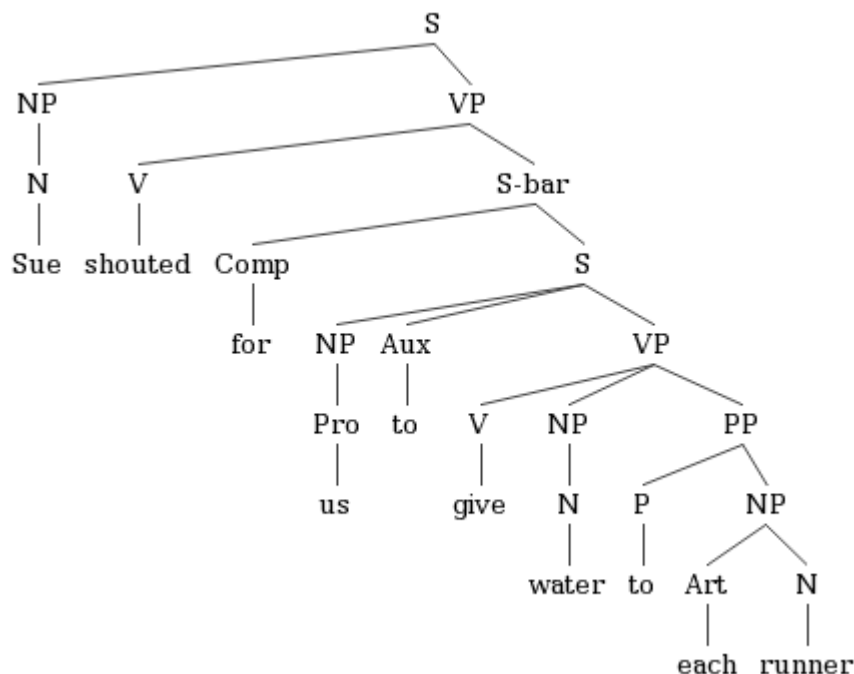 S
NP VP
N V S-bar
Sue shouted Comp S
for NP Aux VP
Pro to V NP PP
us give N P NP
water to Art N
each runner